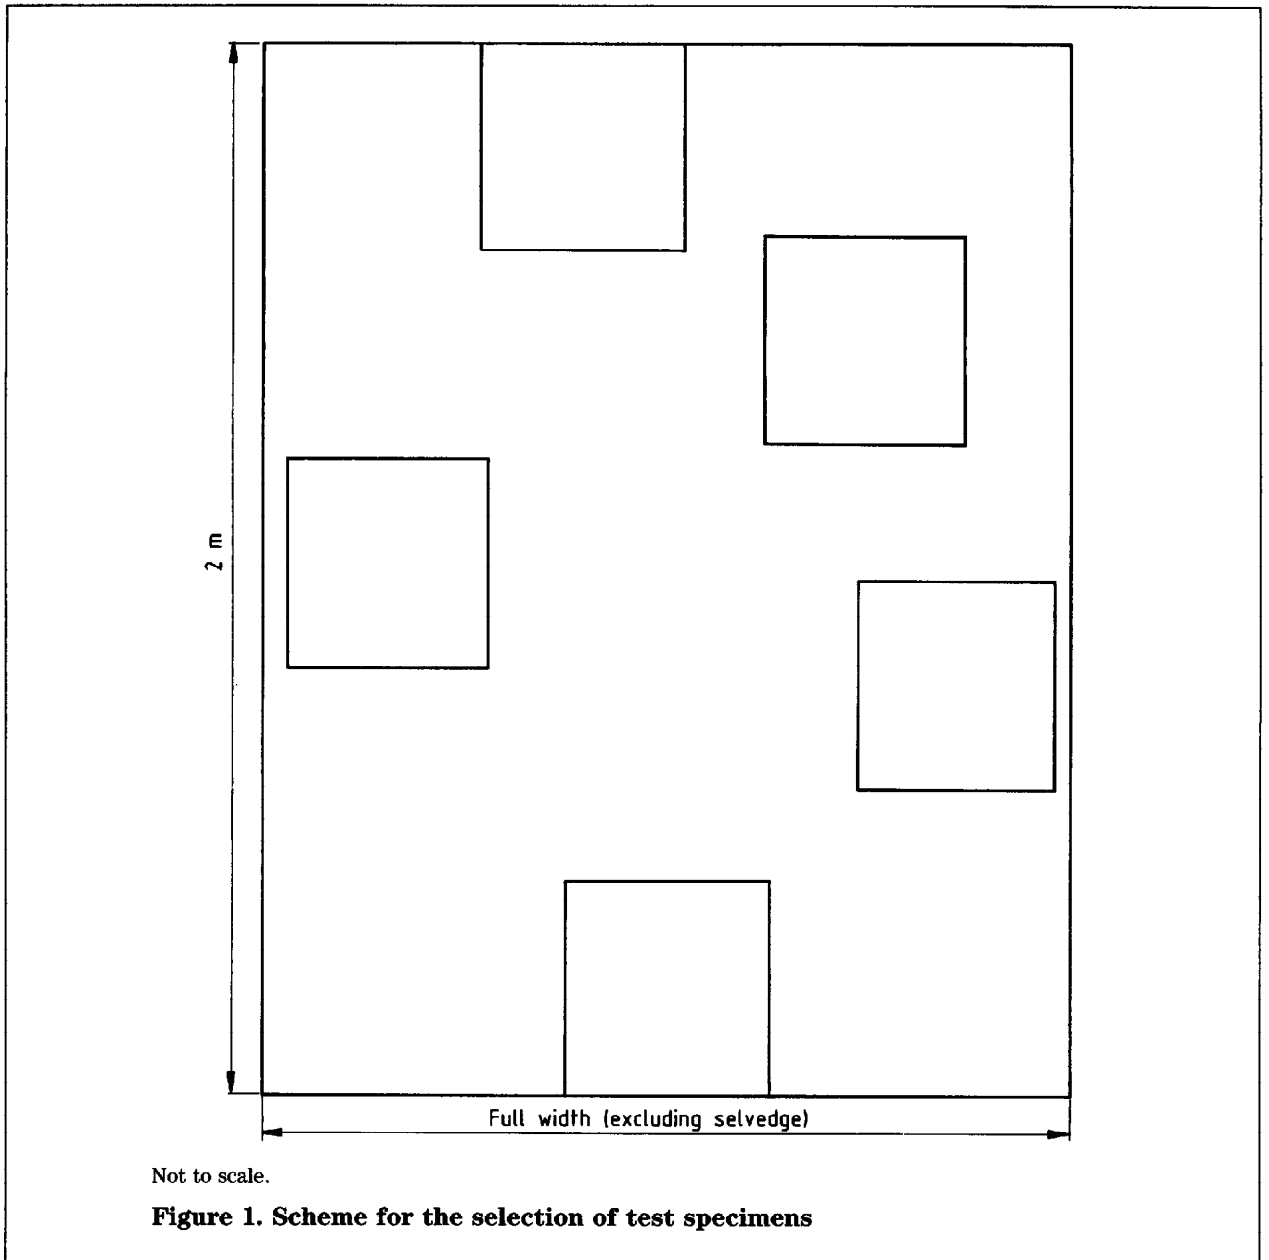 2 m
Full width (excluding selvedge)
Not to scale.
Figure 1. Scheme for the selection of test specimens